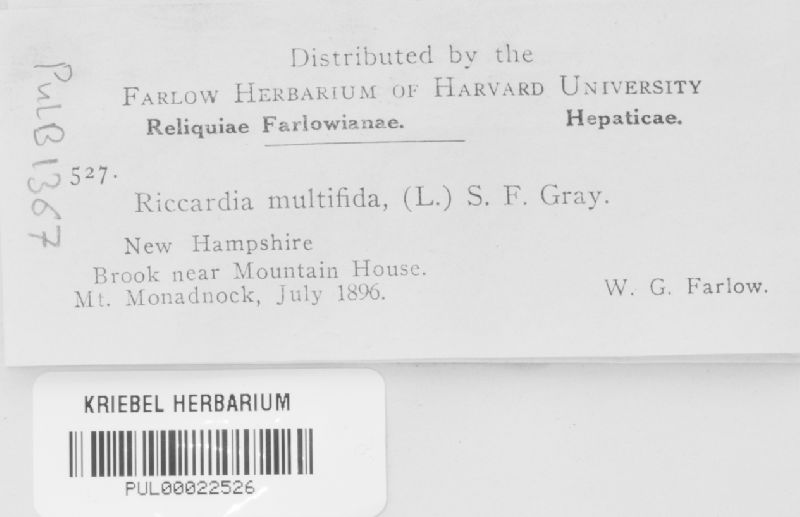 Distributed by the
FARLOW HERBARIUM OF HARVARD UNIVERSITY
Reliquiae Farlowianae. Hepaticae.
PULB1367
527.
Riccardia multifida, (L.) S. F. Gray.
New Hampshire
Brook near Mountain House.
Mt. Monadnock, July 1896. W. G. Farlow.
KRIEBEL HERBARIUM
PUL00022526